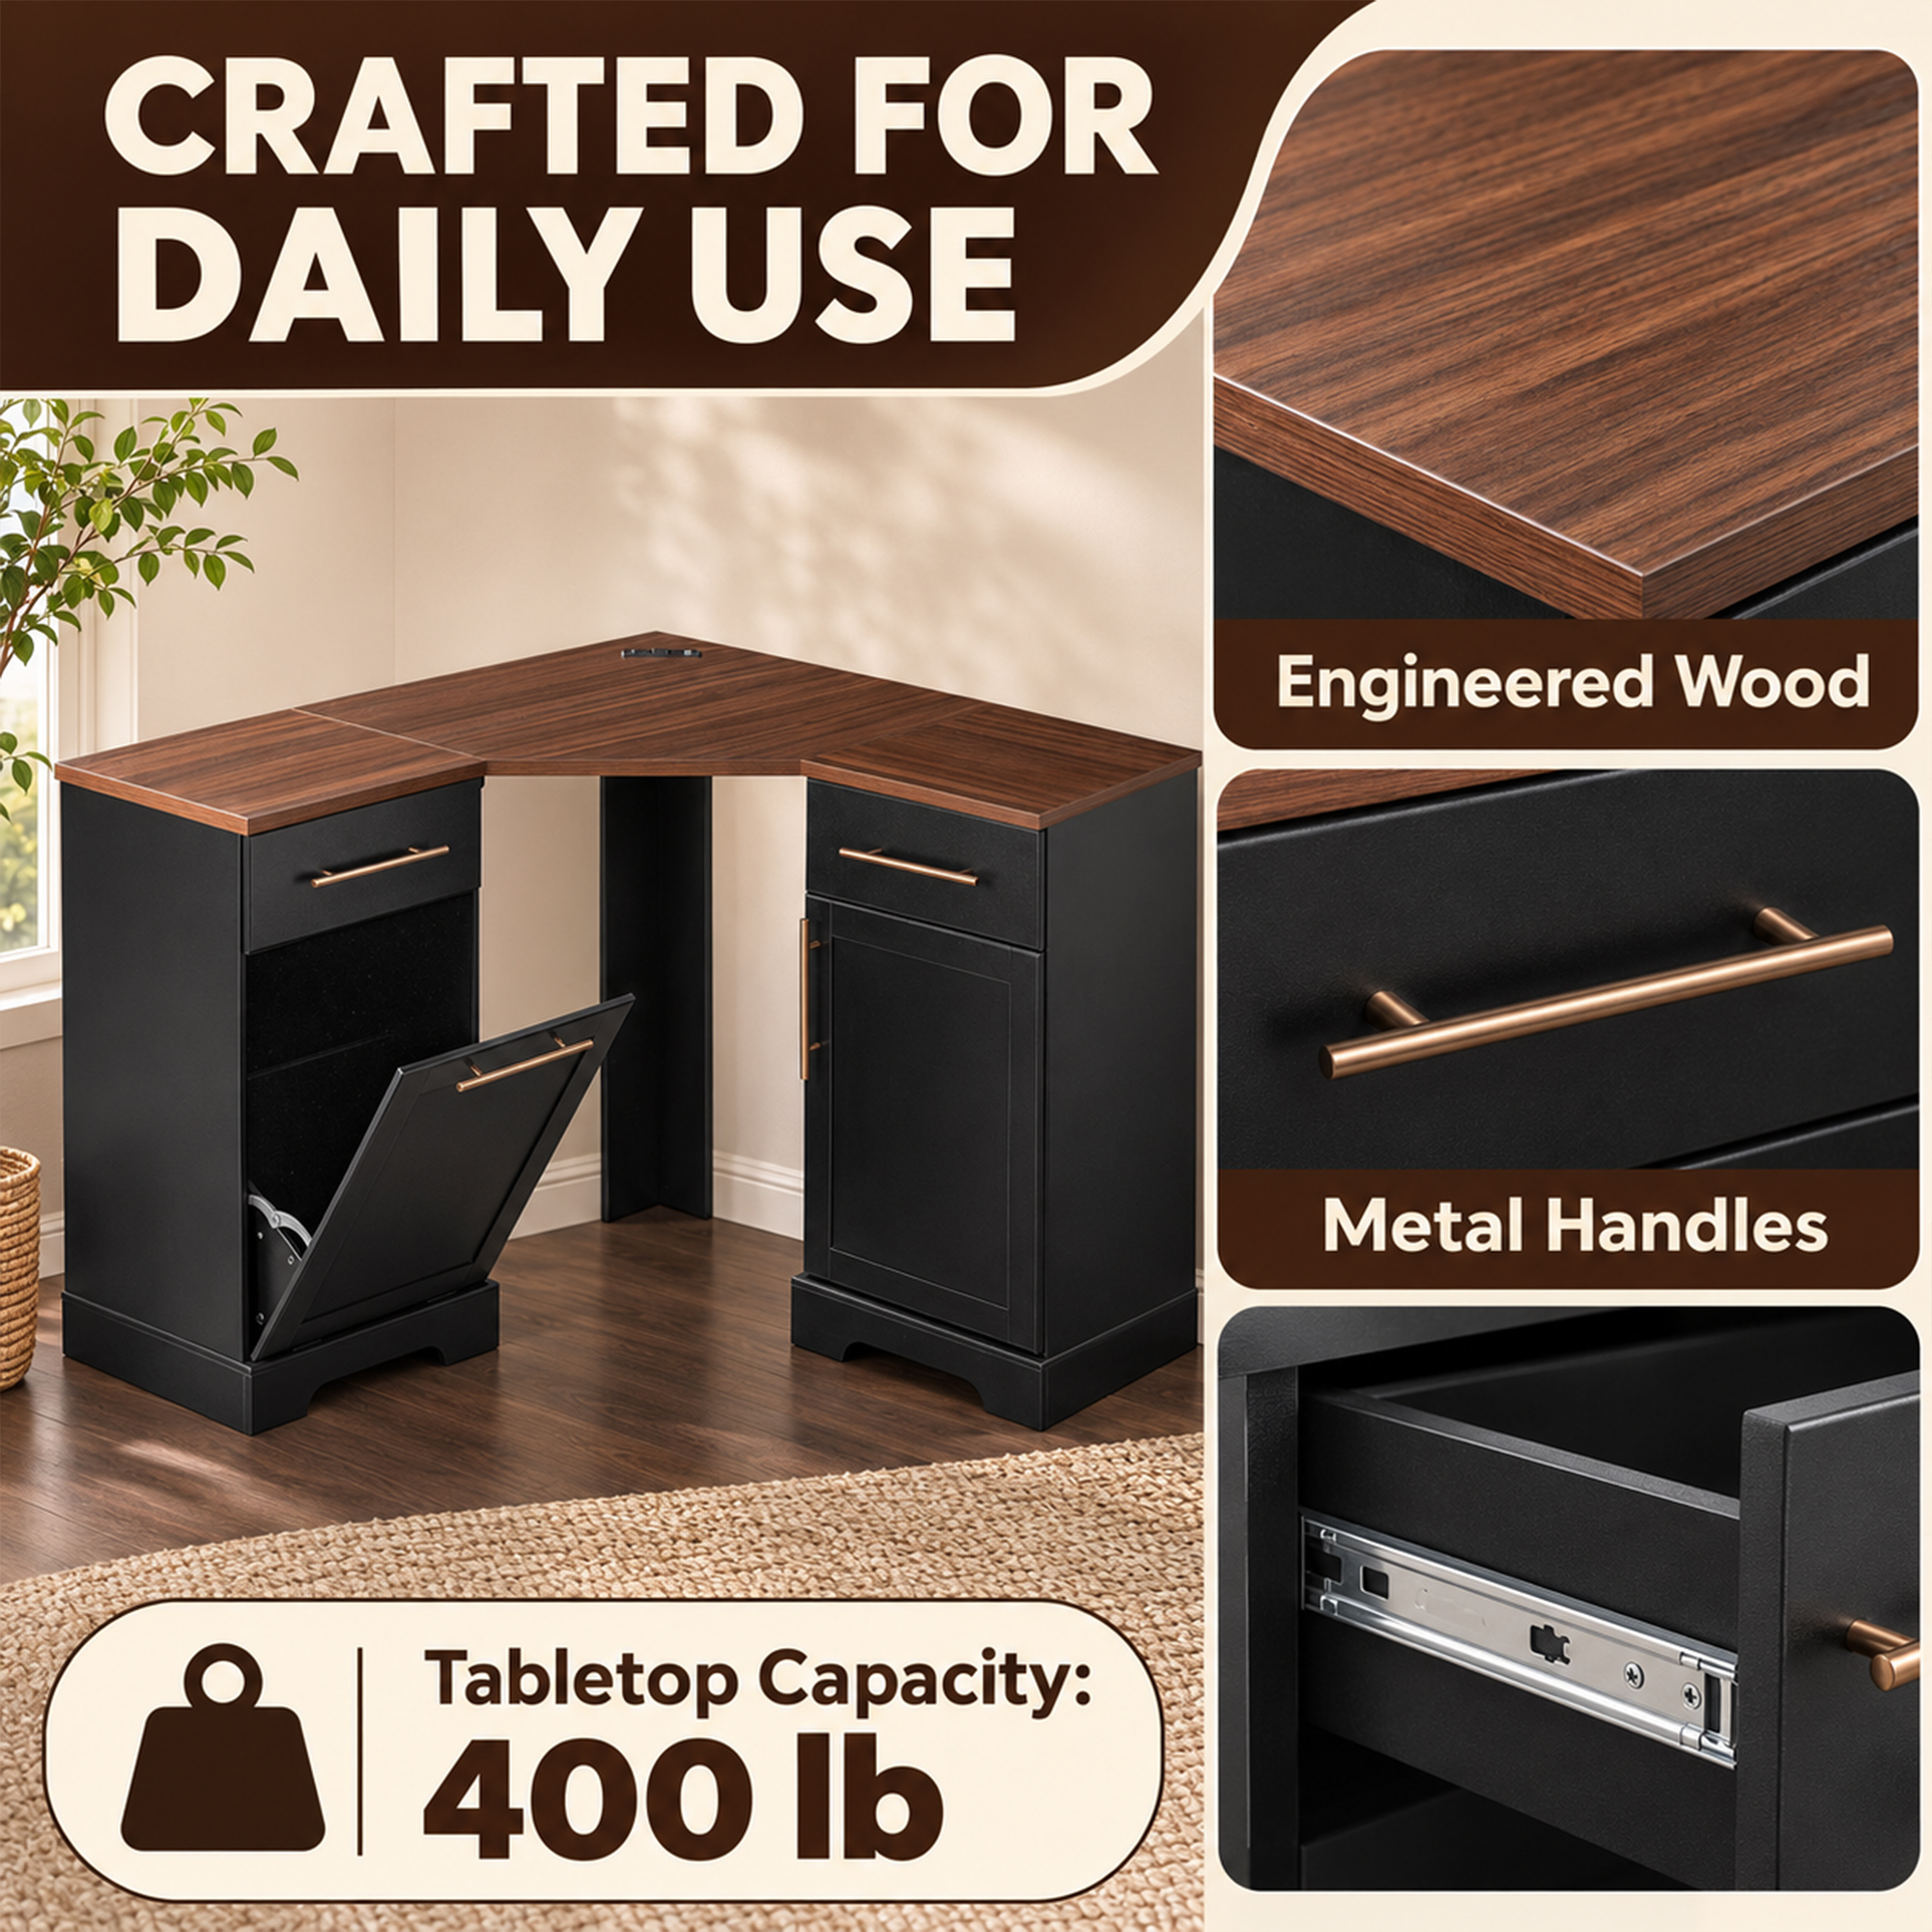 CRAFTED FOR
DAILY USE
Engineered Wood
Metal Handles
Tabletop Capacity:
400 lb